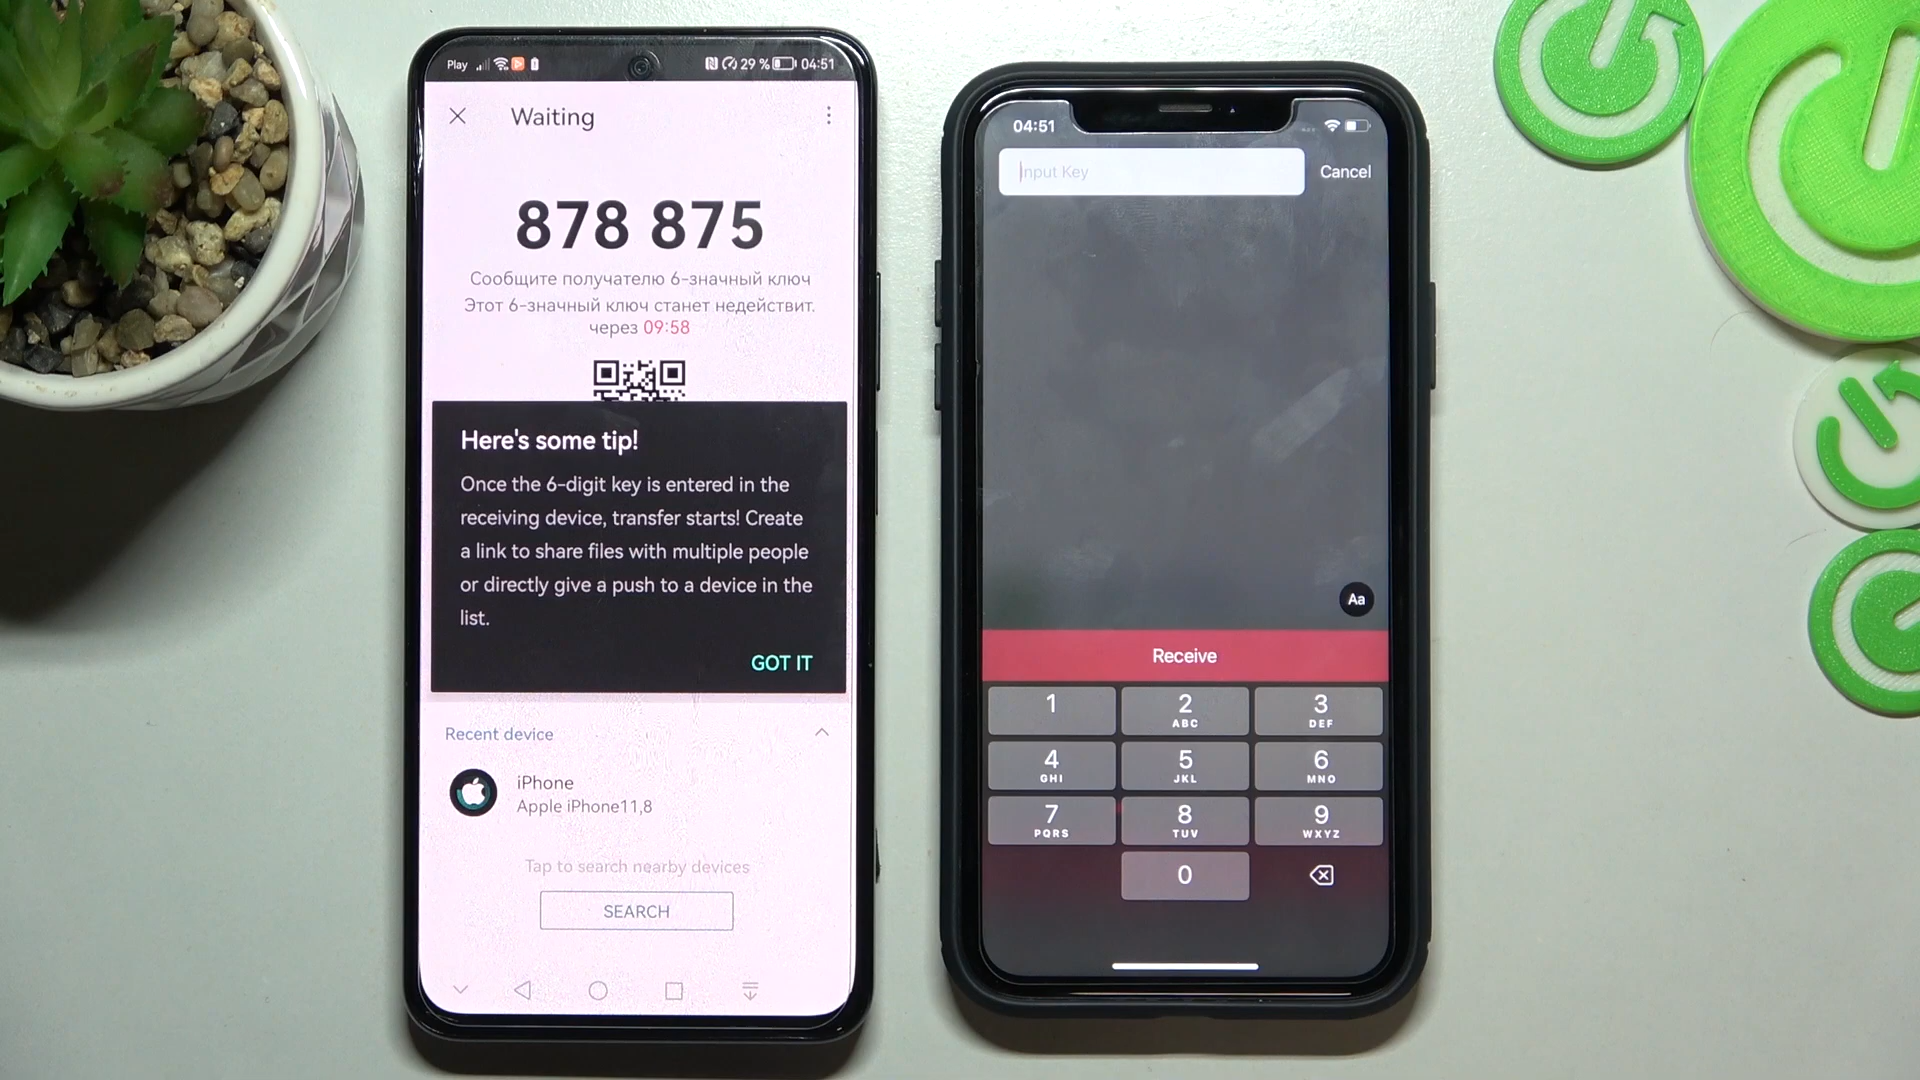 Play 29 % 04:51
Waiting
878 875
Сообщите получателю 6-значный ключ
Этот 6-значный ключ станет недействит.
через 09:58
Here's some tip!
Once the 6-digit key is entered in the
receiving device, transfer starts! Create
a link to share files with multiple people
or directly give a push to a device in the
list.
GOT IT
Recent device
iPhone
Apple iPhone11,8
Tap to search nearby devices
SEARCH
04:51
Input Key Cancel
Aa
Receive
1 2 3
ABC DEF
4 5 6
GHI JKL MNO
7 8 9
PQRS TUV WXYZ
0